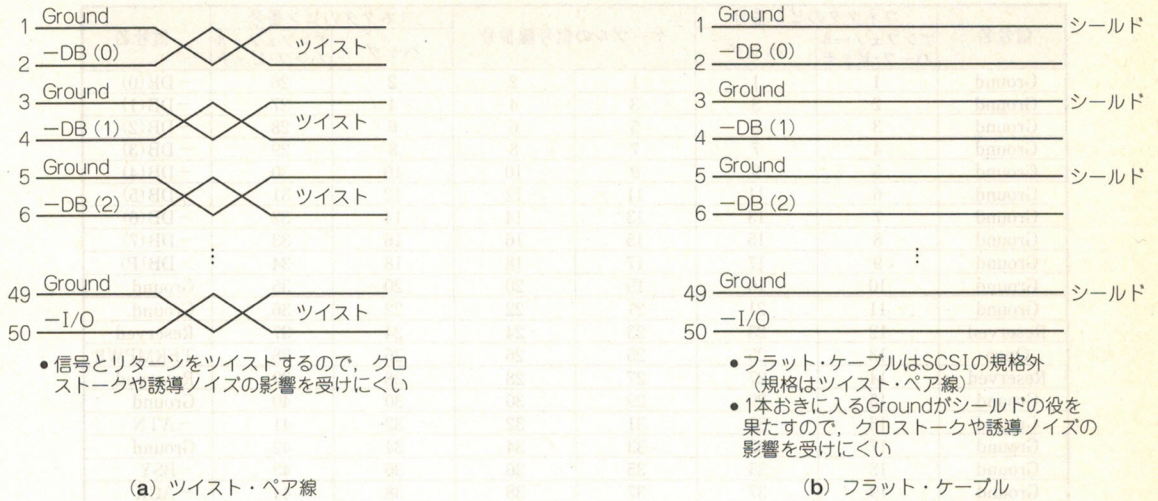 1 Ground
2 −DB (0)
ツイスト
3 Ground
4 −DB (1)
ツイスト
5 Ground
6 −DB (2)
ツイスト
⋮
49 Ground
50 −I/O
ツイスト
● 信号とリターンをツイストするので，クロ
ストークや誘導ノイズの影響を受けにくい
(a) ツイスト・ペア線
1 Ground シールド
2 −DB (0)
3 Ground シールド
4 −DB (1)
5 Ground シールド
6 −DB (2)
⋮
49 Ground シールド
50 −I/O
● フラット・ケーブルはSCSIの規格外
（規格はツイスト・ペア線）
● 1本おきに入るGroundがシールドの役を
果たすので，クロストークや誘導ノイズの
影響を受けにくい
(b) フラット・ケーブル